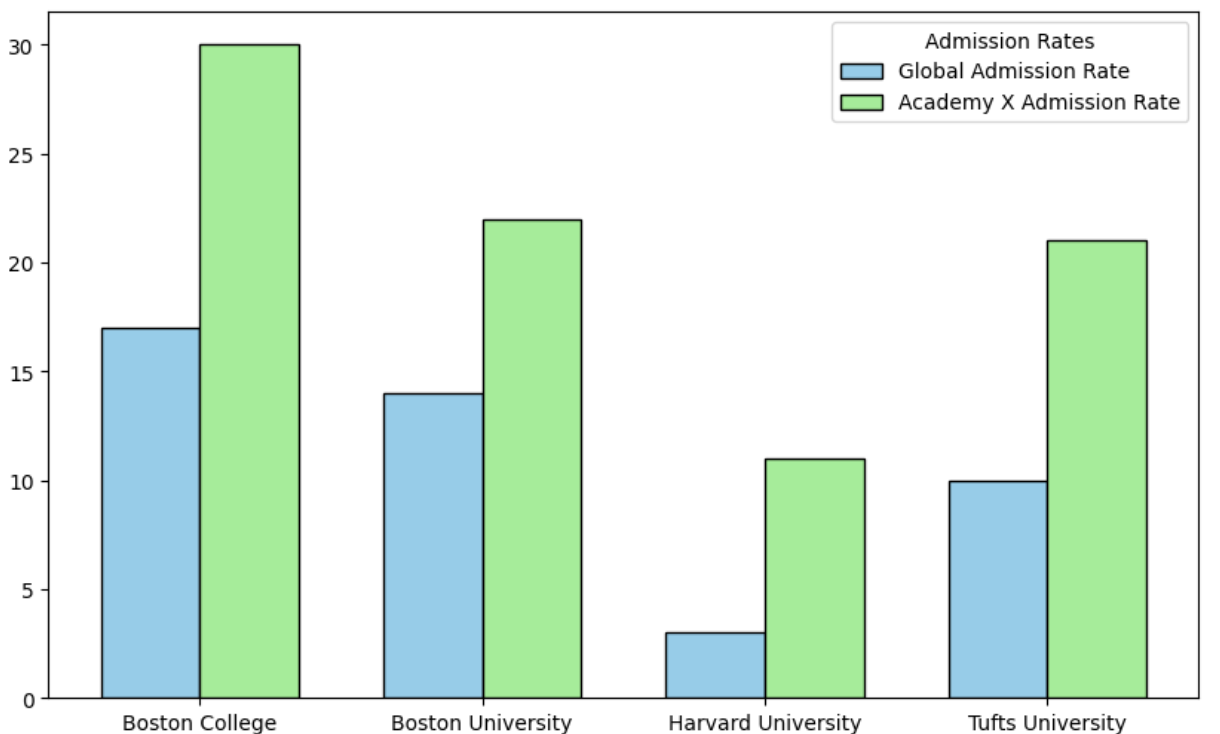 30
25
20
15
10
5
0
Admission Rates
Global Admission Rate
Academy X Admission Rate
Boston College
Boston University
Harvard University
Tufts University